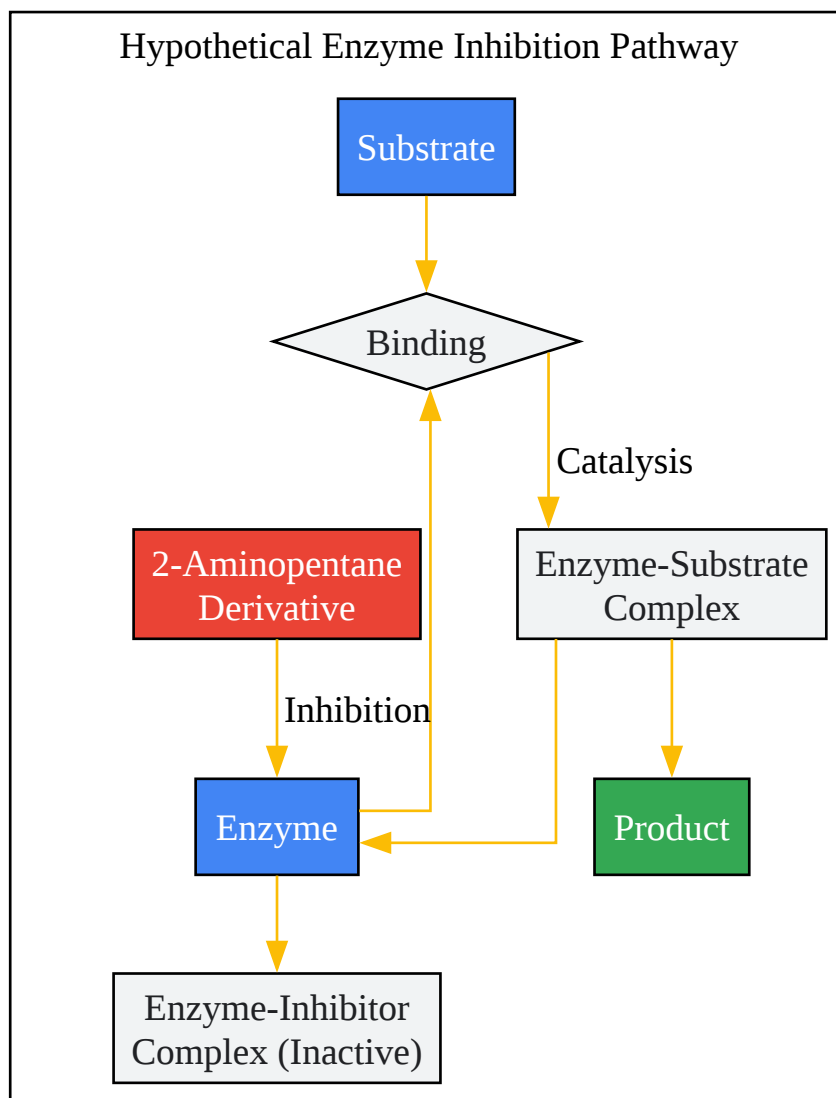 Hypothetical Enzyme Inhibition Pathway
Substrate
Binding
Catalysis
2-Aminopentane
Derivative
Enzyme-Substrate
Complex
Inhibition
Enzyme
Product
Enzyme-Inhibitor
Complex (Inactive)